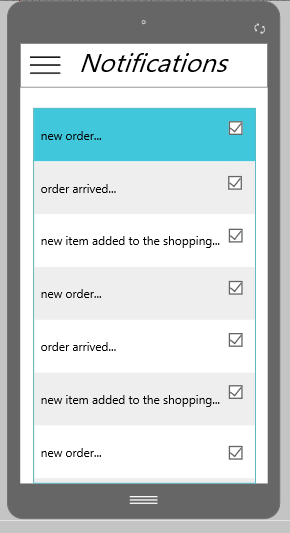 Notifications
new order...
order arrived...
new item added to the shopping...
new order...
order arrived...
new item added to the shopping...
new order...